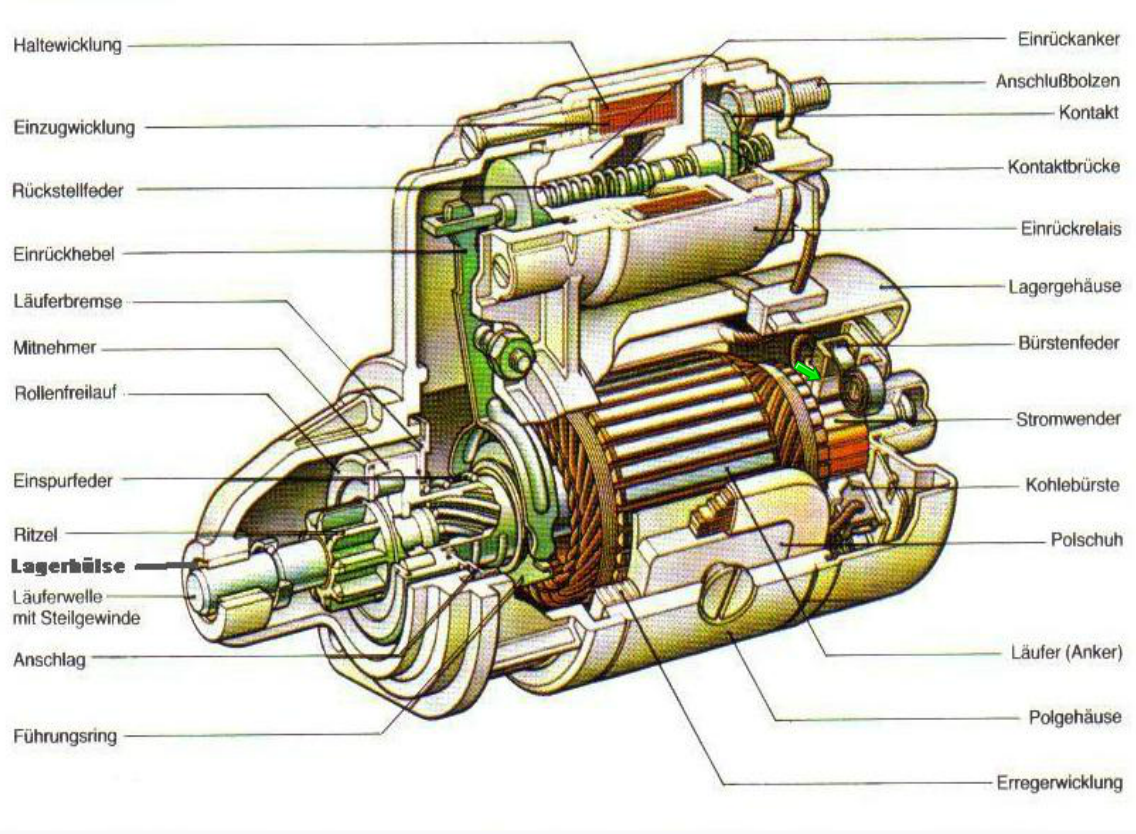 Haltewicklung
Einzugwicklung
Rückstellfeder
Einrückhebel
Läuferbremse
Mitnehmer
Rollenfreilauf
Einspurfeder
Ritzel
Lagerhülse
Läuferwelle
mit Steilgewinde
Anschlag
Führungsring
Einrückanker
Anschlußbolzen
Kontakt
Kontaktbrücke
Einrückrelais
Lagergehäuse
Bürstenfeder
Stromwender
Kohlebürste
Polschuh
Läufer (Anker)
Polgehäuse
Erregerwicklung